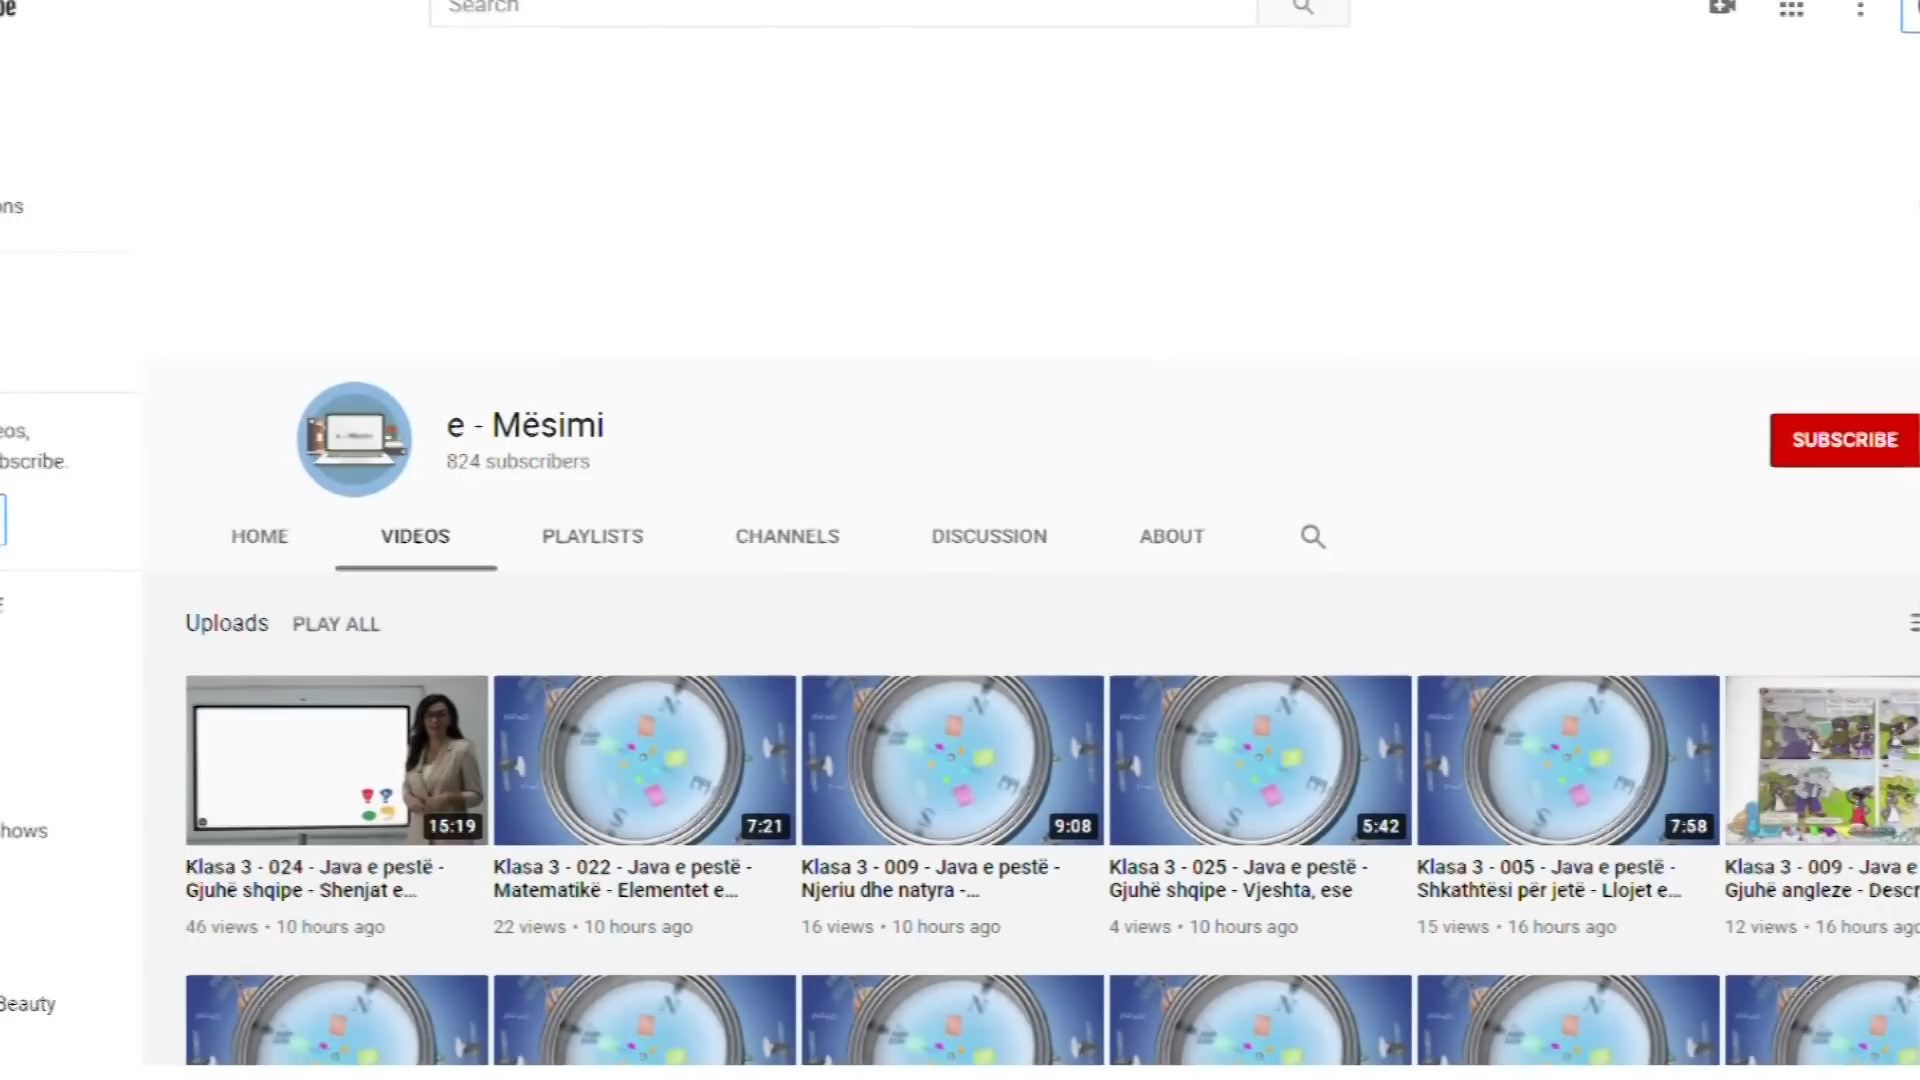 Search
ons
eos,
bscribe.
e - Mësimi
824 subscribers
SUBSCRIBE
HOME VIDEOS PLAYLISTS CHANNELS DISCUSSION ABOUT
Uploads PLAY ALL
15:19
7:21
9:08
5:42
7:58
Klasa 3 - 024 - Java e pestë -
Gjuhë shqipe - Shenjat e...
46 views • 10 hours ago
Klasa 3 - 022 - Java e pestë -
Matematikë - Elementet e...
22 views • 10 hours ago
Klasa 3 - 009 - Java e pestë -
Njeriu dhe natyra -...
16 views • 10 hours ago
Klasa 3 - 025 - Java e pestë -
Gjuhë shqipe - Vjeshta, ese
4 views • 10 hours ago
Klasa 3 - 005 - Java e pestë -
Shkathtësi për jetë - Llojet e...
15 views • 16 hours ago
Klasa 3 - 009 - Java e
Gjuhë angleze - Descr
12 views • 16 hours ago
hows
Beauty